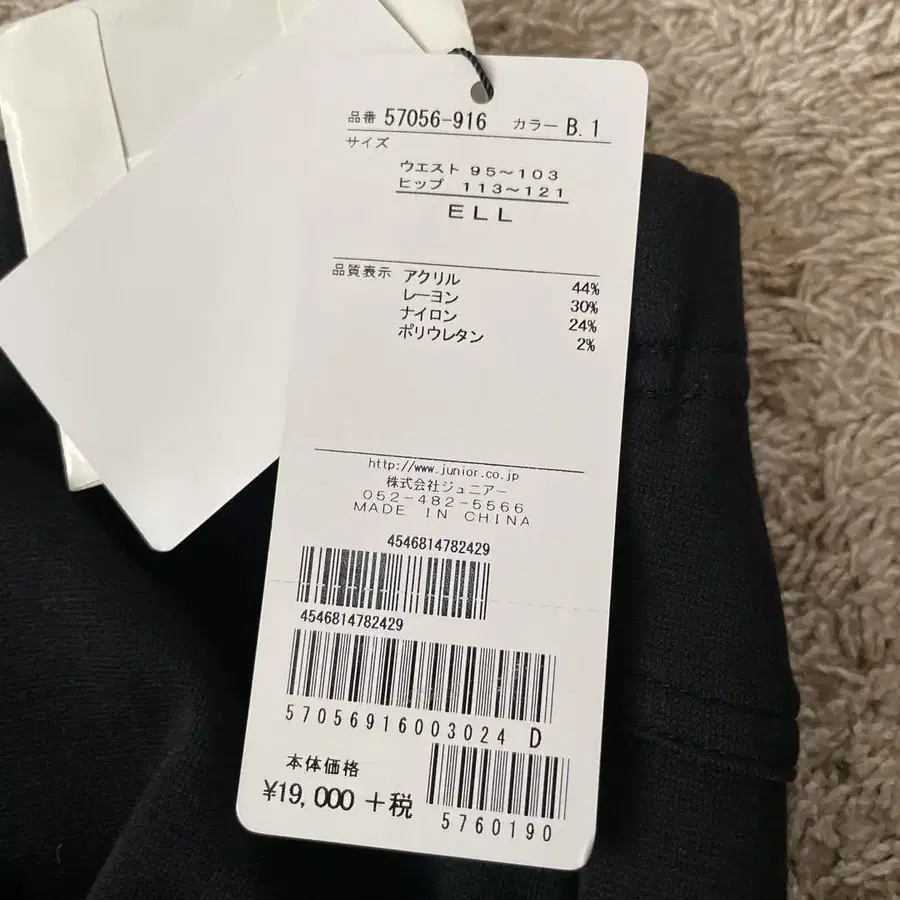 品番 57056-916 カラー B.1
サイズ
ウエスト 95～103
ヒップ 113～121
ELL
品質表示 アクリル 44%
レーヨン 30%
ナイロン 24%
ポリウレタン 2%
http://www.junior.co.jp
株式会社ジュニアー
052-482-5566
MADE IN CHINA
4546814782429
4546814782429
57056916003024 D
本体価格
¥19,000 +税
5760190